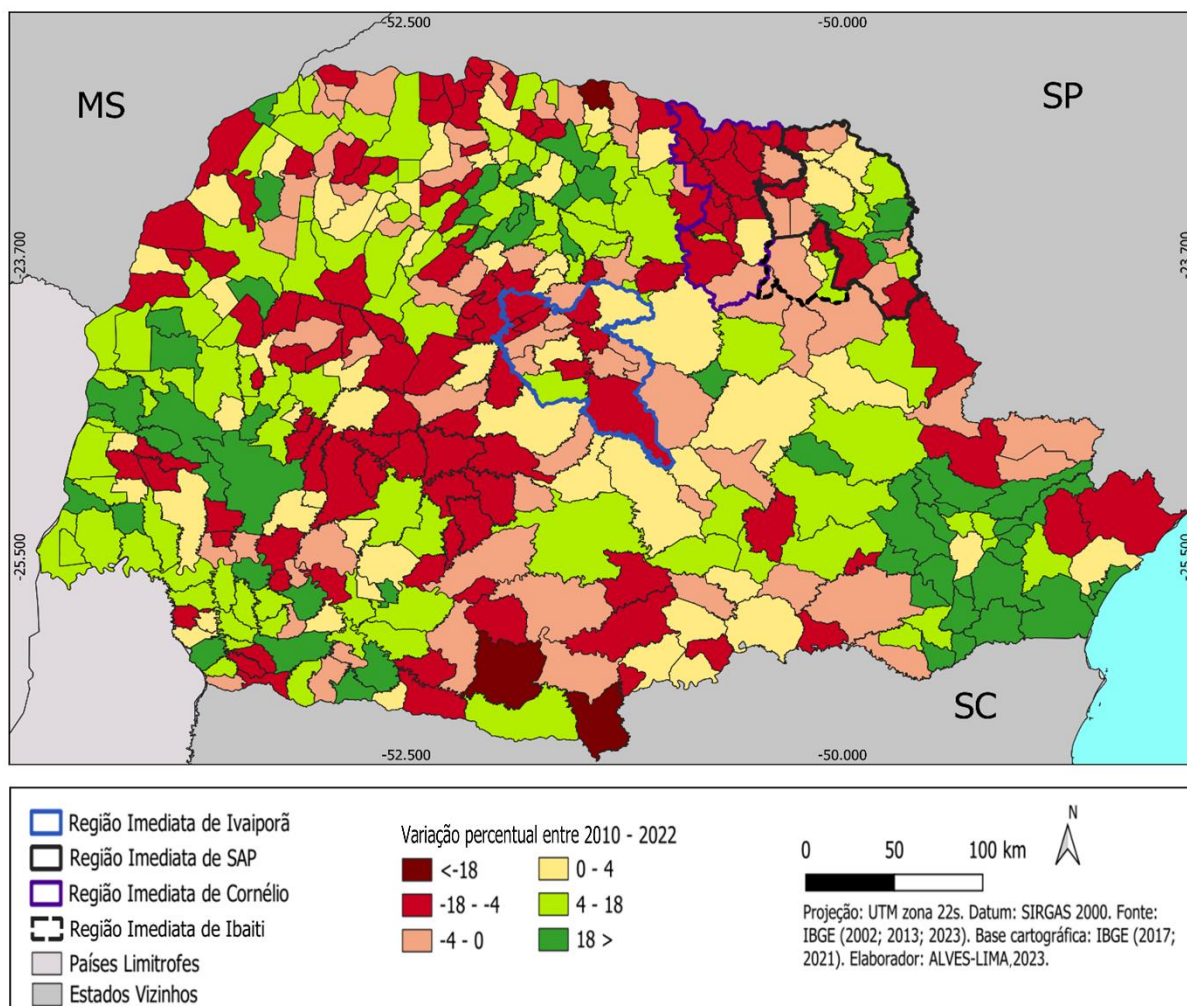 -52.500
-50.000
MS
SP
-23.700
-23.700
-25.500
-25.500
SC
-52.500
-50.000
Região Imediata de Ivaiporã
Região Imediata de SAP
Região Imediata de Cornélio
Região Imediata de Ibaiti
Países Limitrofes
Estados Vizinhos
Variação percentual entre 2010 - 2022
<-18
-18 - -4
-4 - 0
0 - 4
4 - 18
18 >
0 50 100 km
N
Projeção: UTM zona 22s. Datum: SIRGAS 2000. Fonte:
IBGE (2002; 2013; 2023). Base cartográfica: IBGE (2017;
2021). Elaborador: ALVES-LIMA,2023.